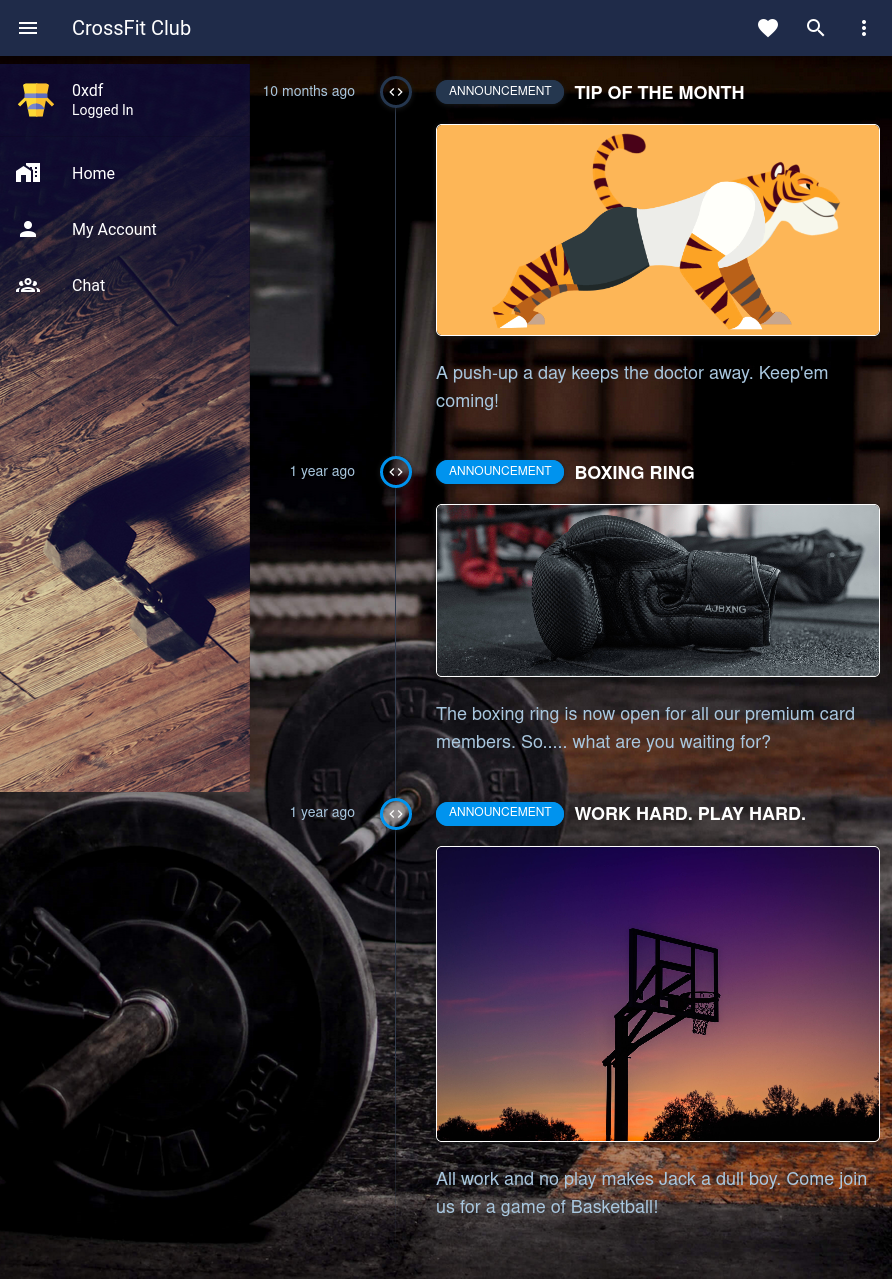 CrossFit Club
0xdf
Logged In
Home
My Account
Chat
10 months ago
ANNOUNCEMENT TIP OF THE MONTH
A push-up a day keeps the doctor away. Keep'em
coming!
1 year ago
ANNOUNCEMENT BOXING RING
AJBXNG
The boxing ring is now open for all our premium card
members. So..... what are you waiting for?
1 year ago
ANNOUNCEMENT WORK HARD. PLAY HARD.
All work and no play makes Jack a dull boy. Come join
us for a game of Basketball!
PRO
LB
LB
PRO